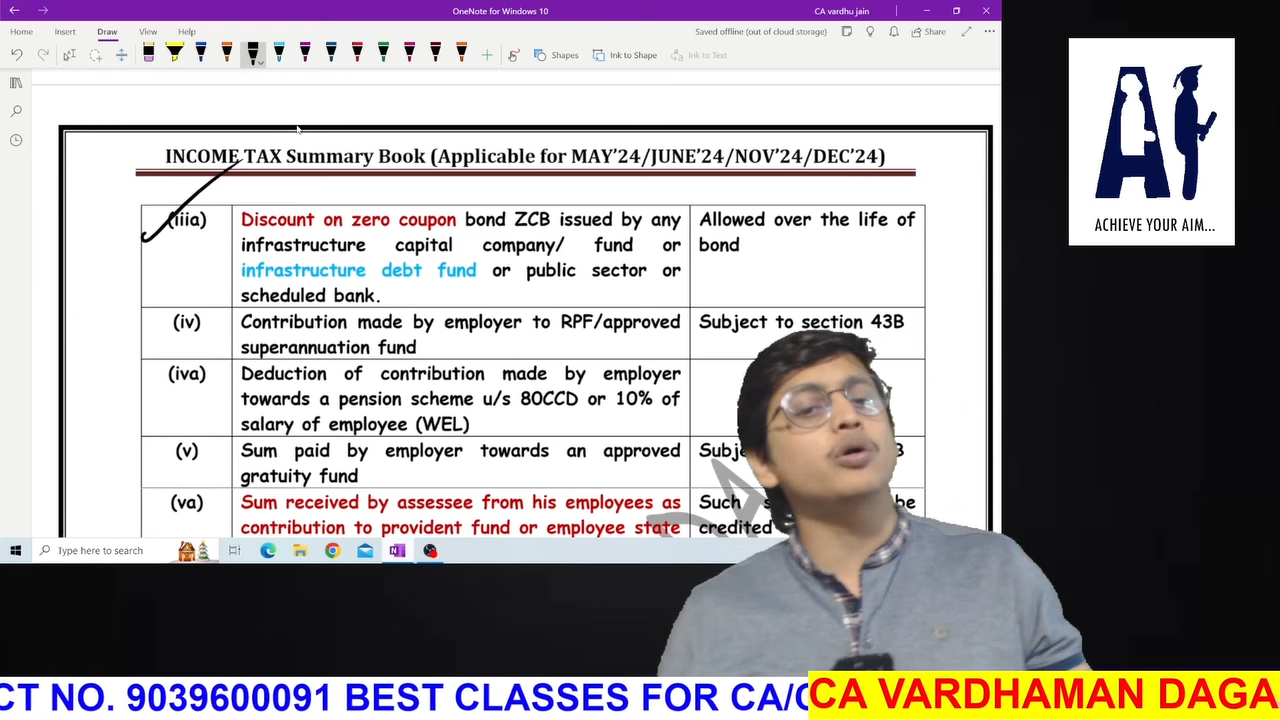 OneNote for Windows 10
CA vardhu jain
Home Insert Draw View Help
Saved offline (out of cloud storage)
Share
Shapes
Ink to Shape
Ink to Text
INCOME TAX Summary Book (Applicable for MAY'24/JUNE'24/NOV'24/DEC'24)
(iiia) Discount on zero coupon bond ZCB issued by any Allowed over the life of
infrastructure capital company/ fund or bond
infrastructure debt fund or public sector or
scheduled bank.
(iv) Contribution made by employer to RPF/approved Subject to section 43B
superannuation fund
(iva) Deduction of contribution made by employer
towards a pension scheme u/s 80CCD or 10% of
salary of employee (WEL)
(v) Sum paid by employer towards an approved
gratuity fund
(va) Sum received by assessee from his employees as Such be
contribution to provident fund or employee state credited
Type here to search
ACHIEVE YOUR AIM...
CT NO. 9039600091 BEST CLASSES FOR CA/
CA VARDHAMAN DAGA